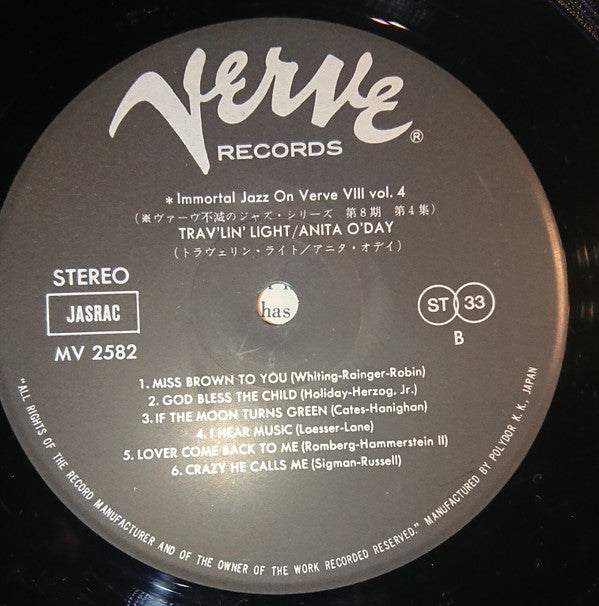 Verve®
RECORDS
* Immortal Jazz On Verve VIII vol. 4
(※ヴァーヴ不滅のジャズ・シリーズ 第8期 第4集)
TRAV'LIN' LIGHT/ANITA O'DAY
(トラヴェリン・ライト/アニタ・オデイ)
STEREO
JASRAC
MV 2582
has
ST 33
B
1. MISS BROWN TO YOU (Whiting-Rainger-Robin)
2. GOD BLESS THE CHILD (Holiday-Herzog, Jr.)
3. IF THE MOON TURNS GREEN (Cates-Hanighan)
4. I HEAR MUSIC (Loesser-Lane)
5. LOVER COME BACK TO ME (Romberg-Hammerstein II)
6. CRAZY HE CALLS ME (Sigman-Russell)
"ALL RIGHTS OF THE RECORD MANUFACTURER AND OF THE OWNER OF THE WORK RECORDED RESERVED." MANUFACTURED BY POLYDOR K. K., JAPAN